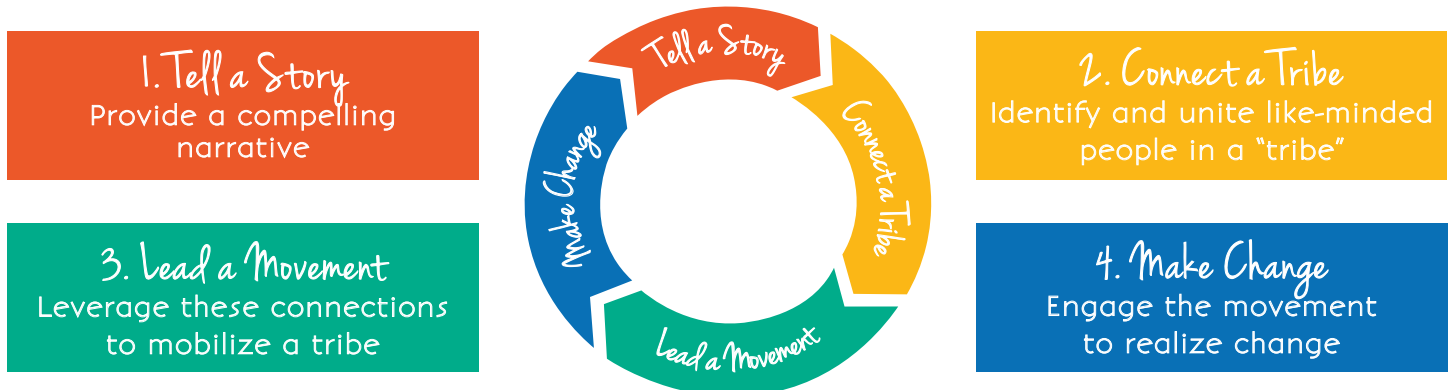 1. Tell a Story
Provide a compelling
narrative
Tell a Story
Connect a Tribe
Lead a Movement
Make Change
2. Connect a Tribe
Identify and unite like-minded
people in a "tribe"
3. Lead a Movement
Leverage these connections
to mobilize a tribe
4. Make Change
Engage the movement
to realize change